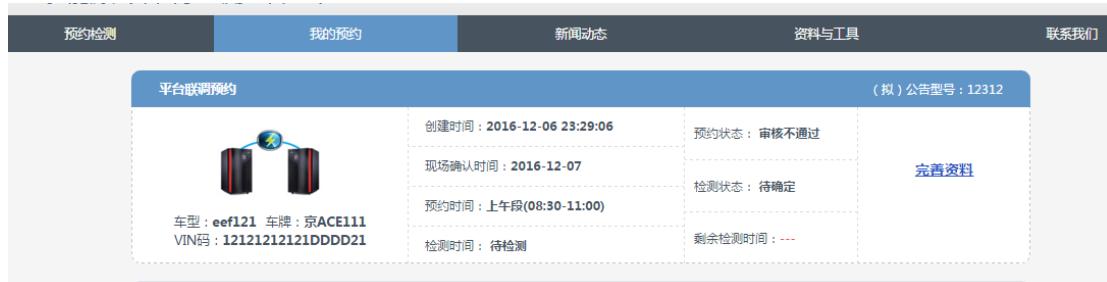 预约检测 我的预约 新闻动态 资料与工具 联系我们
平台联调预约 (拟)公告型号：12312
创建时间：2016-12-06 23:29:06
现场确认时间：2016-12-07
预约时间：上午段(08:30-11:00)
检测时间： 待检测
预约状态： 审核不通过
检测状态： 待确定
剩余检测时间：---
完善资料
车型：eef121 车牌：京ACE111
VIN码：12121212121DDDD21